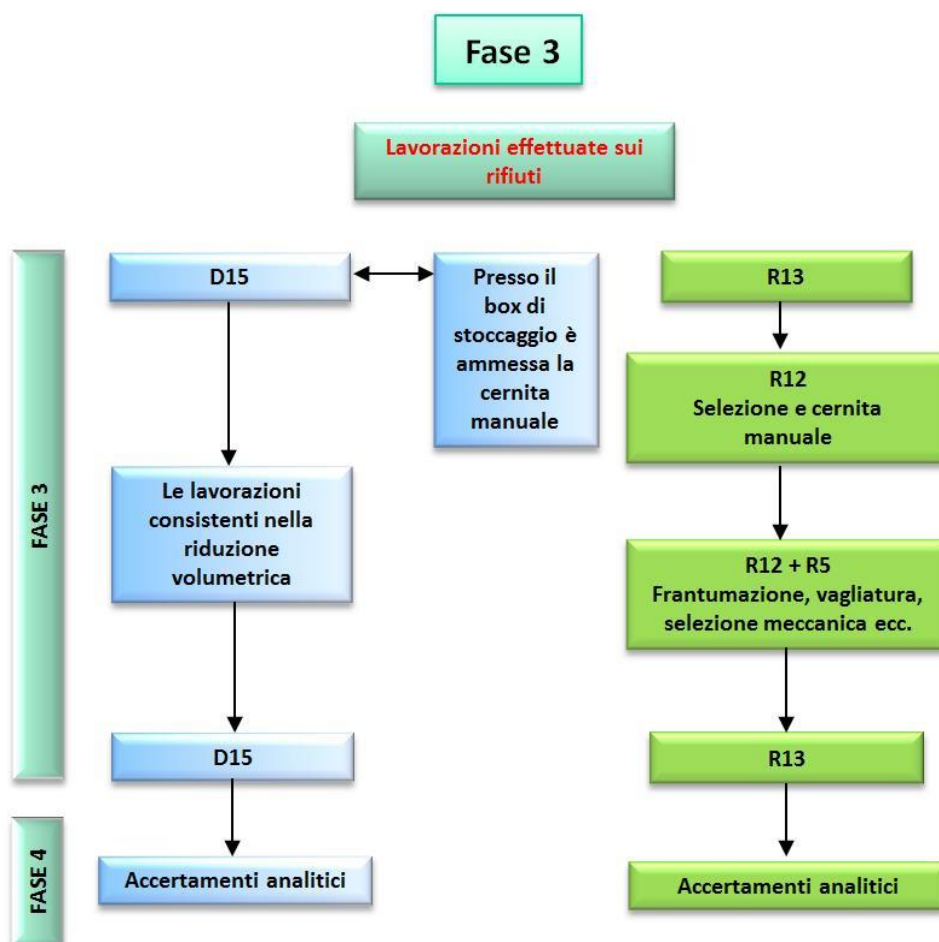 Fase 3
Lavorazioni effettuate sui
rifiuti
FASE 3
D15
Presso il
box di
stoccaggio è
ammessa la
cernita
manuale
Le lavorazioni
consistenti nella
riduzione
volumetrica
D15
R13
R12
Selezione e cernita
manuale
R12 + R5
Frantumazione, vagliatura,
selezione meccanica ecc.
R13
FASE 4
Accertamenti analitici
Accertamenti analitici